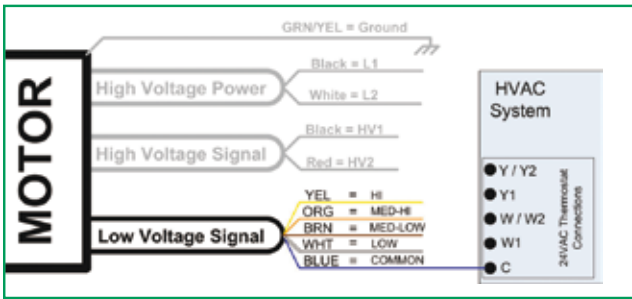 GRN/YEL = Ground
MOTOR
High Voltage Power
Black = L1
White = L2
High Voltage Signal
Black = HV1
Red = HV2
Low Voltage Signal
YEL = HI
ORG = MED-HI
BRN = MED-LOW
WHT = LOW
BLUE = COMMON
HVAC
System
Y / Y2
Y1
W / W2
W1
C
24VAC Thermostat
Connections